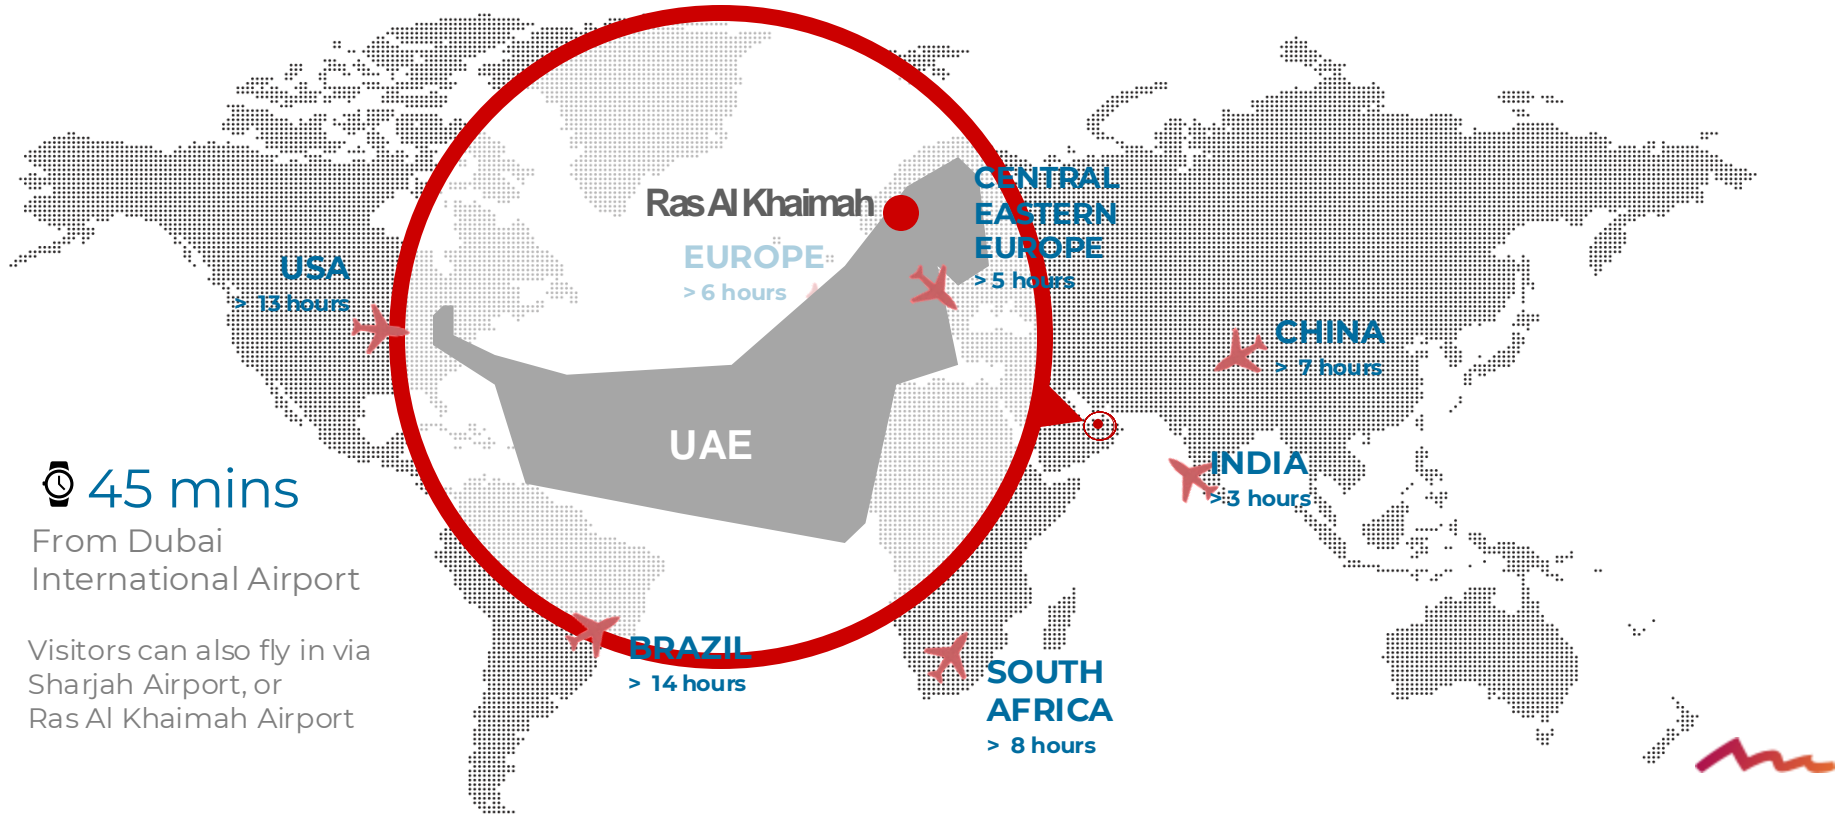 Ras Al Khaimah
EUROPE
> 6 hours
CENTRAL
EASTERN
EUROPE
> 5 hours
USA
> 13 hours
CHINA
> 7 hours
UAE
INDIA
> 3 hours
45 mins
From Dubai
International Airport
Visitors can also fly in via
Sharjah Airport, or
Ras Al Khaimah Airport
BRAZIL
> 14 hours
SOUTH
AFRICA
> 8 hours